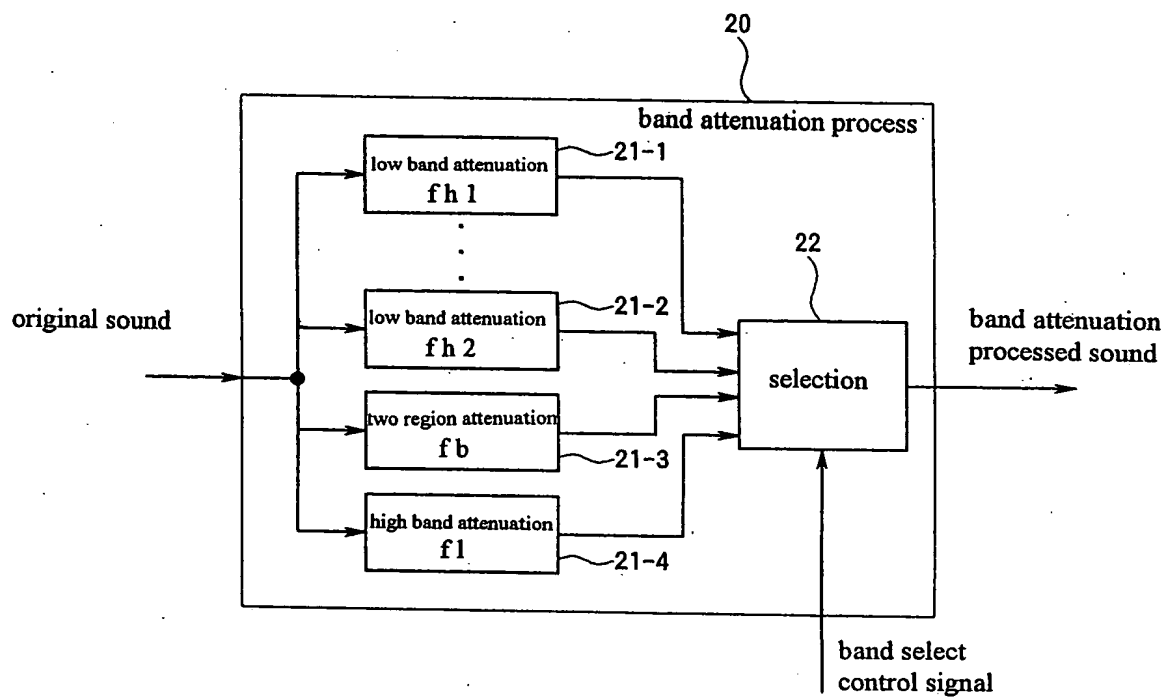 20
band attenuation process
low band attenuation
fh1
21-1
22
low band attenuation
fh2
21-2
original sound
selection
band attenuation
processed sound
two region attenuation
fb
21-3
high band attenuation
fl
21-4
band select
control signal